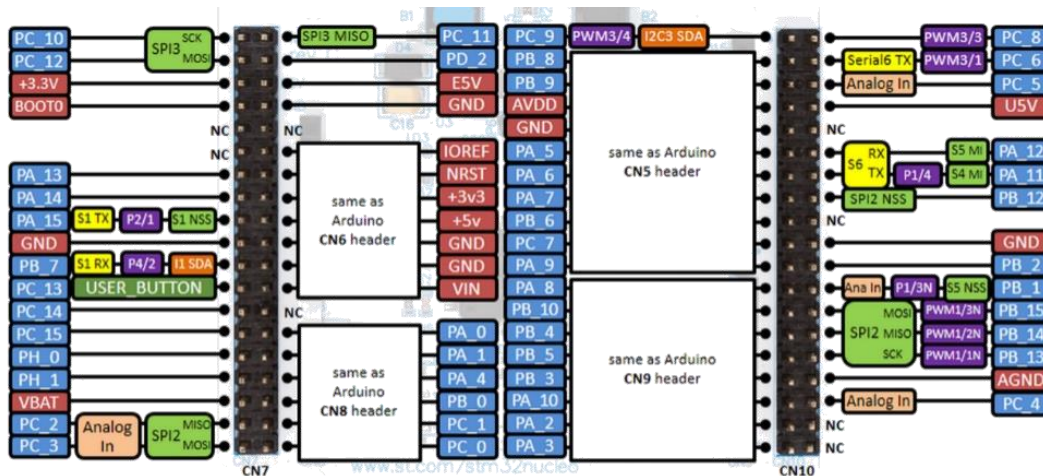 PC_10 SCK SPI3 MISO PC_11 PC_9 PWM3/4 I2C3 SDA PWM3/3 PC_8
SPI3
PC_12 MOSI PD_2 PB_8 Serial6 TX PWM3/1 PC_6
+3.3V E5V PB_9 Analog In PC_5
BOOT0 GND AVDD U5V
NC NC GND NC
NC IOREF PA_5 RX S5 MI PA_12
S6
PA_13 NRST PA_6 TX P1/4 S4 MI PA_11
PA_14 +3v3 PA_7 SPI2 NSS PB_12
PA_15 S1 TX P2/1 S1 NSS +5v PB_6 NC
GND GND PC_7 GND
PB_7 S1 RX P4/2 I1 SDA GND PA_9 PB_2
PC_13 USER_BUTTON VIN PA_8 Ana In P1/3N S5 NSS PB_1
PC_14 NC PB_10 MOSI PWM1/3N PB_15
PC_15 PA_0 PB_4 SPI2 MISO PWM1/2N PB_14
PH_0 PA_1 PB_5 SCK PWM1/1N PB_13
PH_1 PA_4 PB_3 AGND
VBAT PB_0 PA_10 Analog In PC_4
PC_2 MISO PC_1 PA_2 NC
Analog
In
SPI2
PC_3 MOSI PC_0 PA_3 NC
same as
Arduino
CN6 header
same as
Arduino
CN8 header
same as Arduino
CN5 header
same as Arduino
CN9 header
B1
B2
D4
C16
CN7
www.st.com/stm32nucleo
CN10